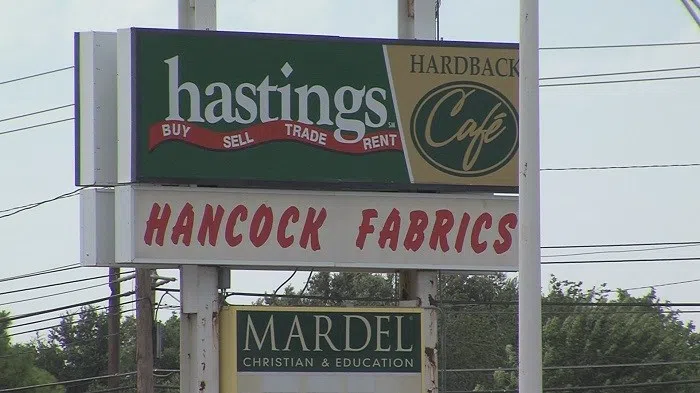 hastings
BUY SELL TRADE RENT
HARDBACK
Café
HANCOCK FABRICS
MARDEL
CHRISTIAN & EDUCATION